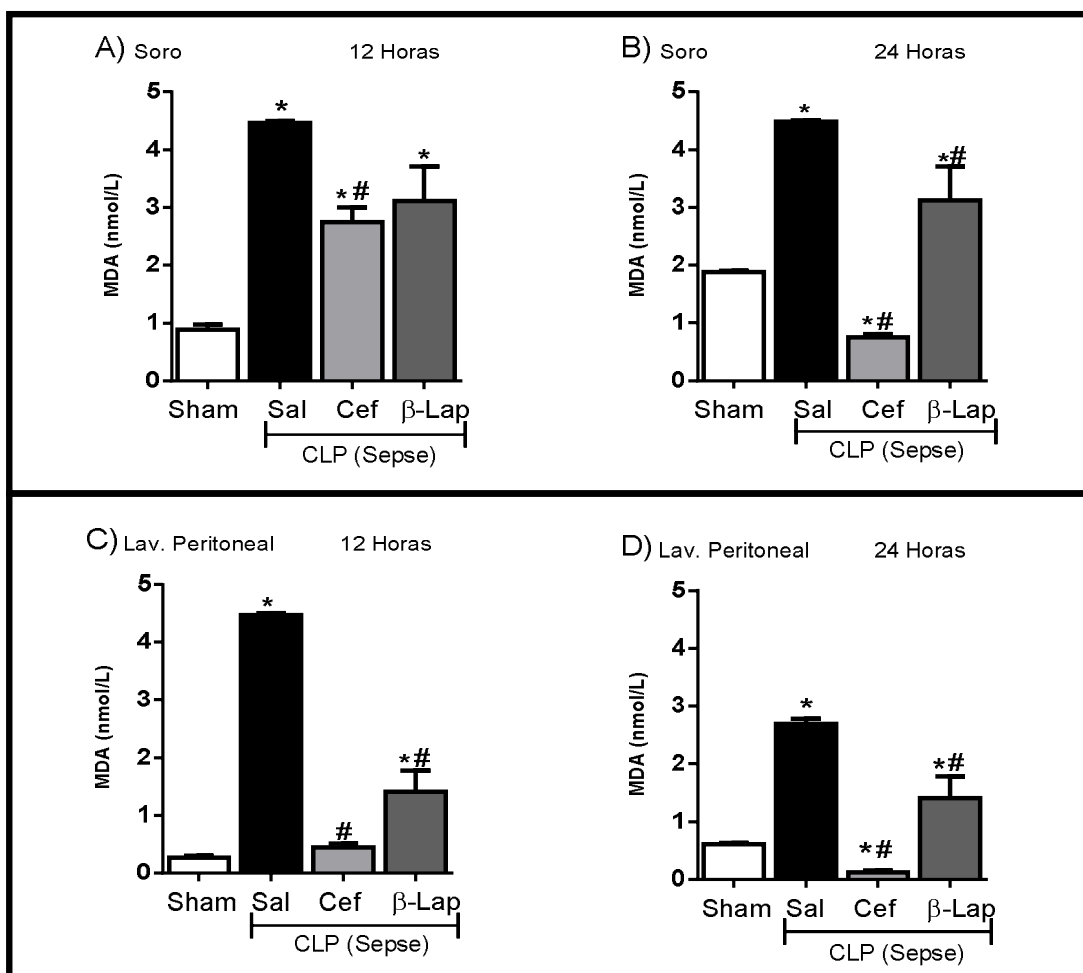 A) Soro 12 Horas
MDA (nmol/L)
5
4
3
2
1
0
*
*#
*
Sham Sal Cef β-Lap
CLP (Sepse)
B) Soro 24 Horas
MDA (nmol/L)
5
4
3
2
1
0
*
*#
*#
Sham Sal Cef β-Lap
CLP (Sepse)
C) Lav. Peritoneal 12 Horas
MDA (nmol/L)
5
4
3
2
1
0
*
#
*#
Sham Sal Cef β-Lap
CLP (Sepse)
D) Lav. Peritoneal 24 Horas
MDA (nmol/L)
5
4
3
2
1
0
*
*#
*#
Sham Sal Cef β-Lap
CLP (Sepse)